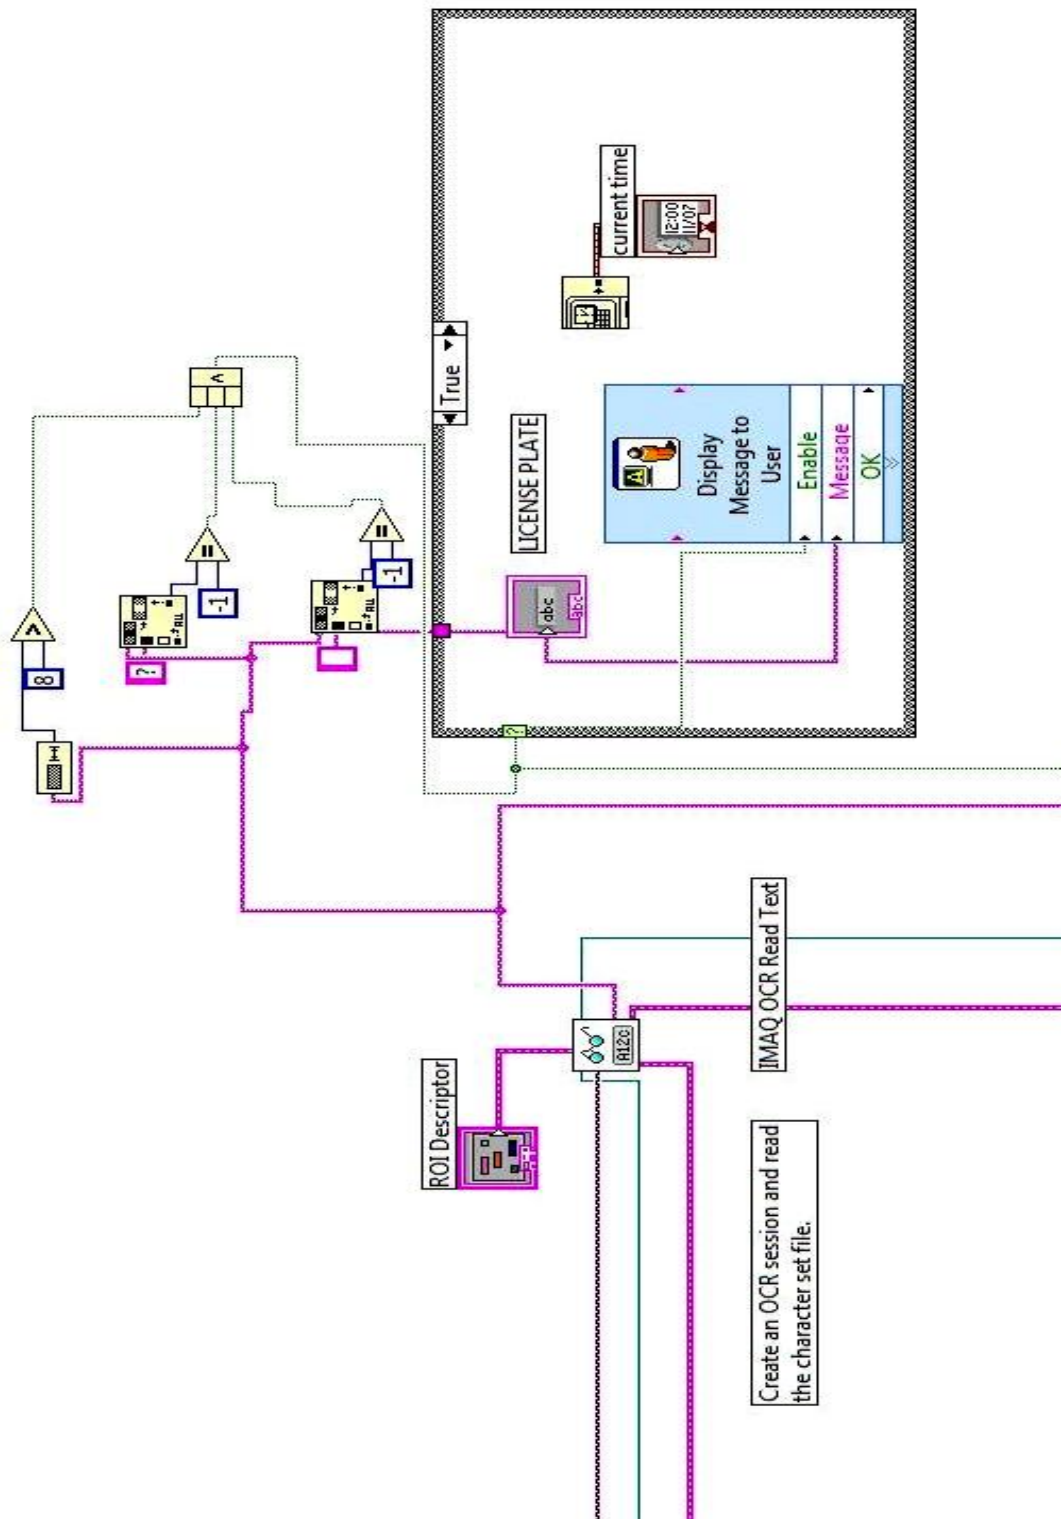 8
?
-1
-1
True
ROI Descriptor
LICENSE PLATE
?
abc
abc
current time
12:00
11/07
A12c
A
Display
Message to
User
Enable
Message
OK
IMAQ OCR Read Text
Create an OCR session and read
the character set file.